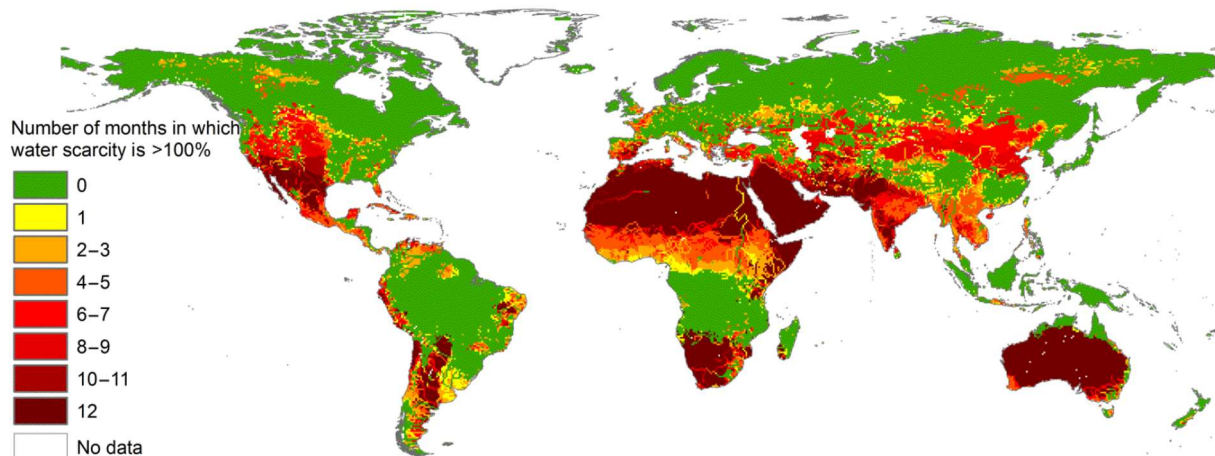 Number of months in which
water scarcity is >100%
0
1
2–3
4–5
6–7
8–9
10–11
12
No data